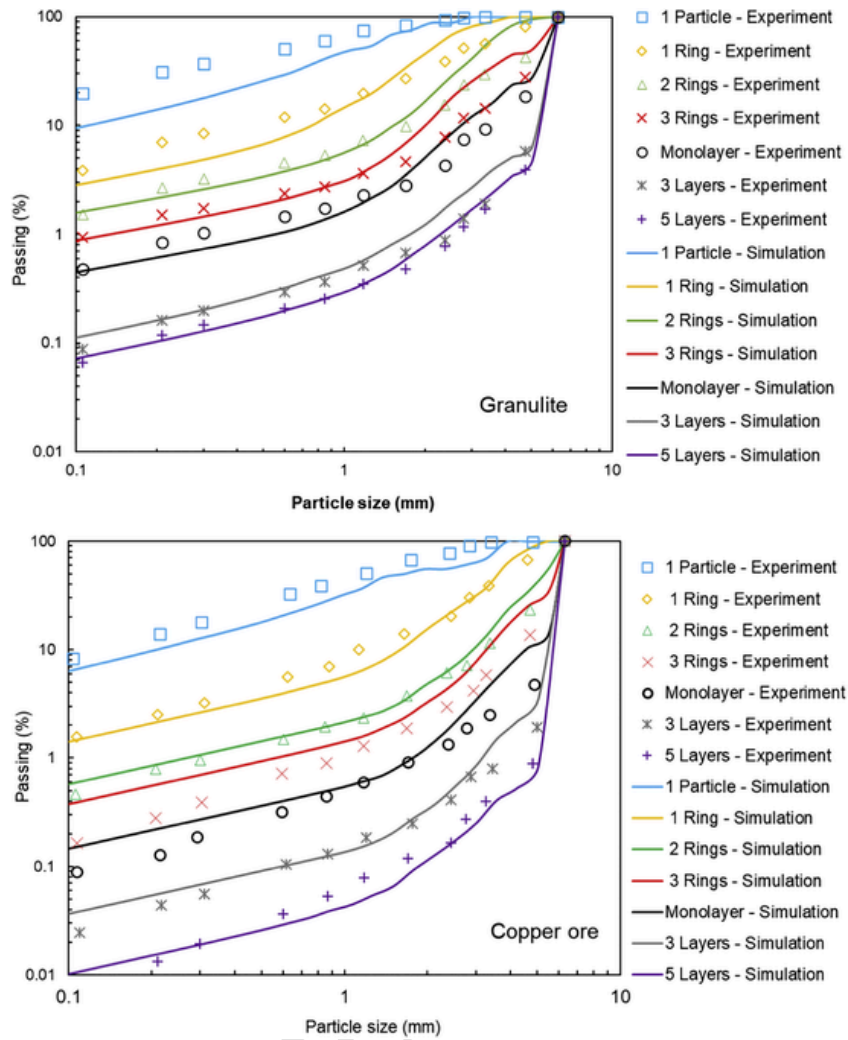 100
10
1
0.1
0.01
Passing (%)
0.1
1
10
Particle size (mm)
Granulite
1 Particle - Experiment
1 Ring - Experiment
2 Rings - Experiment
3 Rings - Experiment
Monolayer - Experiment
3 Layers - Experiment
5 Layers - Experiment
1 Particle - Simulation
1 Ring - Simulation
2 Rings - Simulation
3 Rings - Simulation
Monolayer - Simulation
3 Layers - Simulation
5 Layers - Simulation
100
10
1
0.1
0.01
Passing (%)
0.1
1
10
Particle size (mm)
Copper ore
1 Particle - Experiment
1 Ring - Experiment
2 Rings - Experiment
3 Rings - Experiment
Monolayer - Experiment
3 Layers - Experiment
5 Layers - Experiment
1 Particle - Simulation
1 Ring - Simulation
2 Rings - Simulation
3 Rings - Simulation
Monolayer - Simulation
3 Layers - Simulation
5 Layers - Simulation